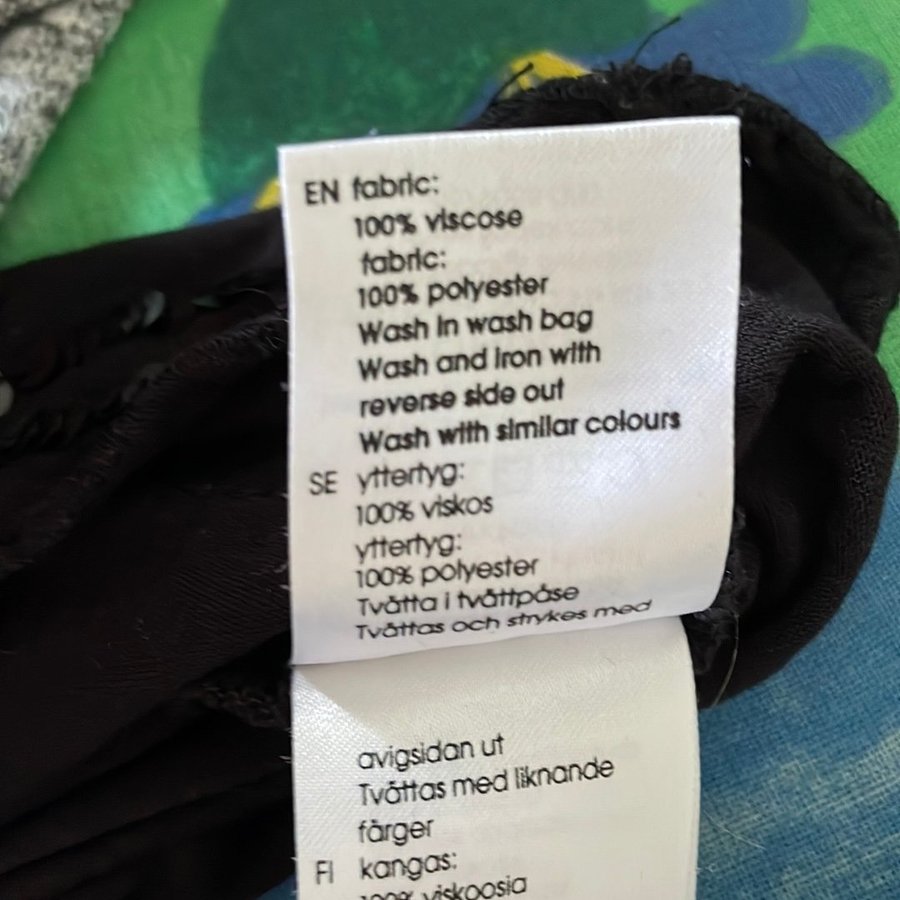 EN fabric:
100% viscose
fabric:
100% polyester
Wash in wash bag
Wash and iron with
reverse side out
Wash with similar colours
SE yttertyg:
100% viskos
yttertyg:
100% polyester
Tvätta i tvättpåse
Tvättas och strykes med
avigsidan ut
Tvättas med liknande
färger
FI kangas:
100% viskoosia